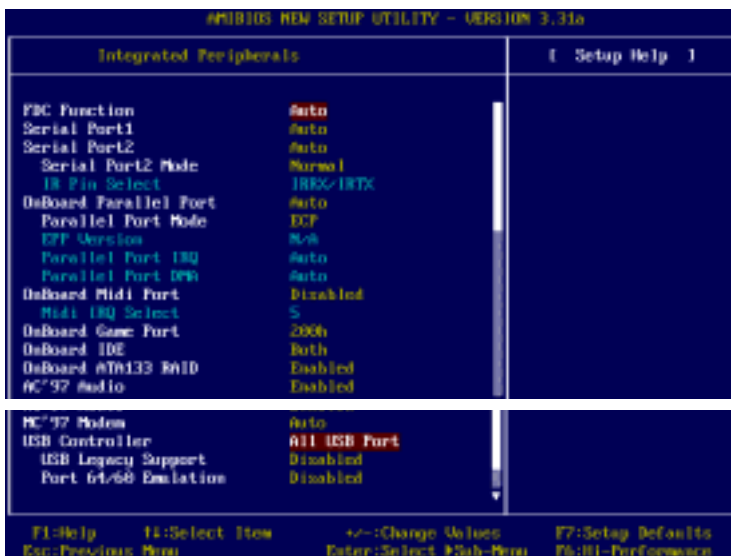 AMIBIOS NEW SETUP UTILITY - VERSION 3.31a
Integrated Peripherals
[ Setup Help ]
FDC Function Auto
Serial Port1 Auto
Serial Port2 Auto
Serial Port2 Mode Normal
IR Pin Select IRRX/IRTX
OnBoard Parallel Port Auto
Parallel Port Mode ECP
EPP Version N/A
Parallel Port IRQ Auto
Parallel Port DMA Auto
OnBoard Midi Port Disabled
Midi IRQ Select 5
OnBoard Game Port 200h
OnBoard IDE Both
OnBoard ATA133 RAID Enabled
AC'97 Audio Enabled
MC'97 Modem Auto
USB Controller All USB Port
USB Legacy Support Disabled
Port 64/60 Emulation Disabled
F1:Help ↑↓:Select Item +/-:Change Values F7:Setup Defaults
Esc:Previous Menu Enter:Select ▶Sub-Menu F6:Hi-Performance